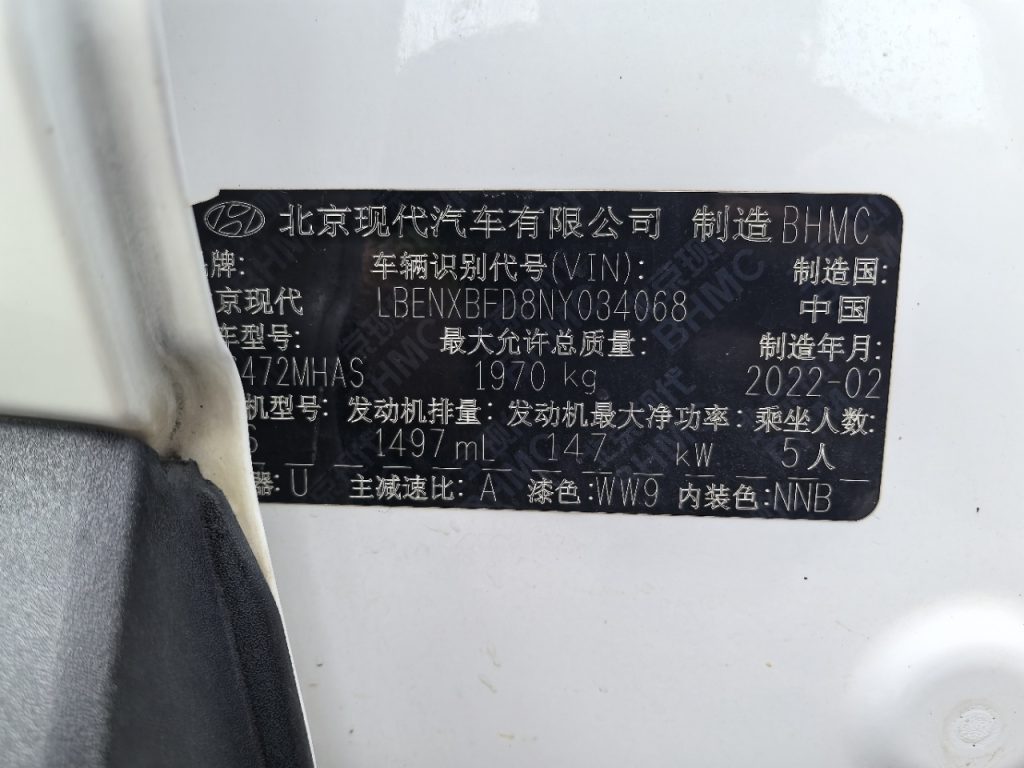 北京现代汽车有限公司 制造 BHMC
牌: 车辆识别代号(VIN): 制造国:
京现代 LBENXBFD8NY034068 中国
车型号: 最大允许总质量: 制造年月:
472MHAS 1970 kg 2022-02
机型号: 发动机排量: 发动机最大净功率: 乘坐人数:
S 1497 mL 147 kW 5人
器: U 主减速比: A 漆色:WW9 内装色:NNB